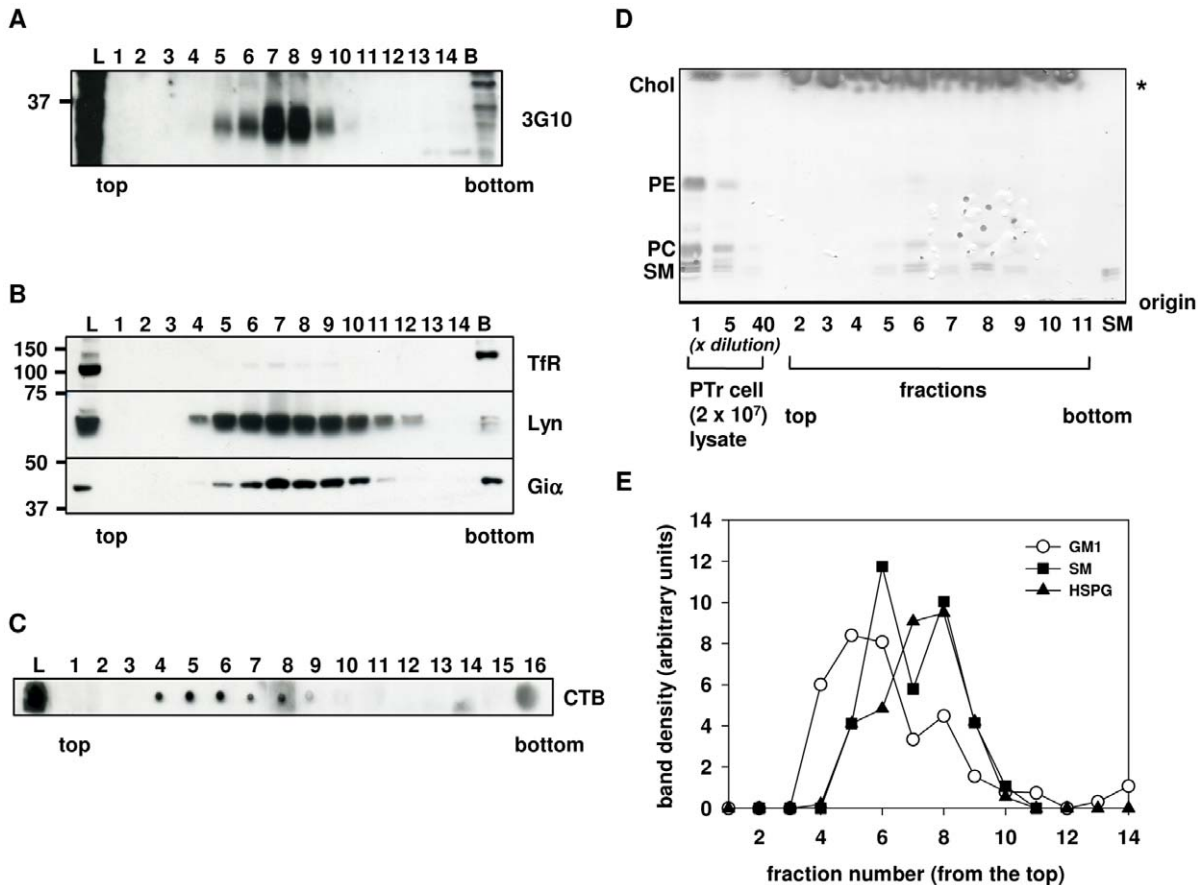 A
L 1 2 3 4 5 6 7 8 9 10 11 12 13 14 B
37
3G10
top bottom
B
L 1 2 3 4 5 6 7 8 9 10 11 12 13 14 B
150
100
75
50
37
TfR
Lyn
Giα
top bottom
C
L 1 2 3 4 5 6 7 8 9 10 11 12 13 14 15 16
CTB
top bottom
D
Chol
*
PE
PC
SM
origin
1 5 40 2 3 4 5 6 7 8 9 10 11 SM
(x dilution)
PTr cell
(2 x 10⁷)
lysate
fractions
top bottom
E
14
12
10
8
6
4
2
0
band density (arbitrary units)
GM1
SM
HSPG
2 4 6 8 10 12 14
fraction number (from the top)